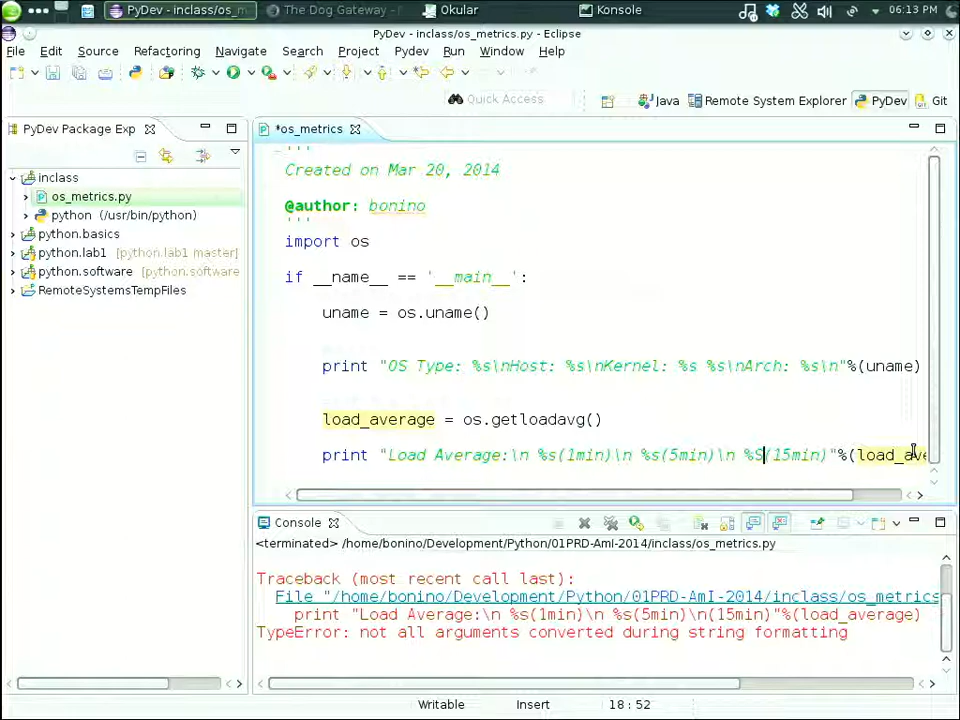 PyDev - inclass/os_m
The Dog Gateway -
Okular
Konsole
06:13 PM
PyDev - inclass/os_metrics.py - Eclipse
File Edit Source Refactoring Navigate Search Project Pydev Run Window Help
Quick Access
Java
Remote System Explorer
PyDev
Git
PyDev Package Exp
*os_metrics
inclass
os_metrics.py
python (/usr/bin/python)
python.basics
python.lab1 [python.lab1 master]
python.software [python.software
RemoteSystemsTempFiles
'''
Created on Mar 20, 2014
@author: bonino
'''
import os
if __name__ == '__main__':
uname = os.uname()
print "OS Type: %s\nHost: %s\nKernel: %s %s\nArch: %s\n"%(uname)
load_average = os.getloadavg()
print "Load Average:\n %s(1min)\n %s(5min)\n %S(15min)"%(load_ave
Console
<terminated> /home/bonino/Development/Python/01PRD-AmI-2014/inclass/os_metrics.py
Traceback (most recent call last):
File "/home/bonino/Development/Python/01PRD-AmI-2014/inclass/os_metrics
print "Load Average:\n %s(1min)\n %s(5min)\n(15min)"%(load_average)
TypeError: not all arguments converted during string formatting
Writable
Insert
18 : 52